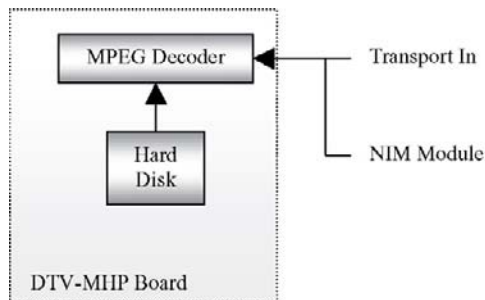 MPEG Decoder
Transport In
Hard
Disk
NIM Module
DTV-MHP Board